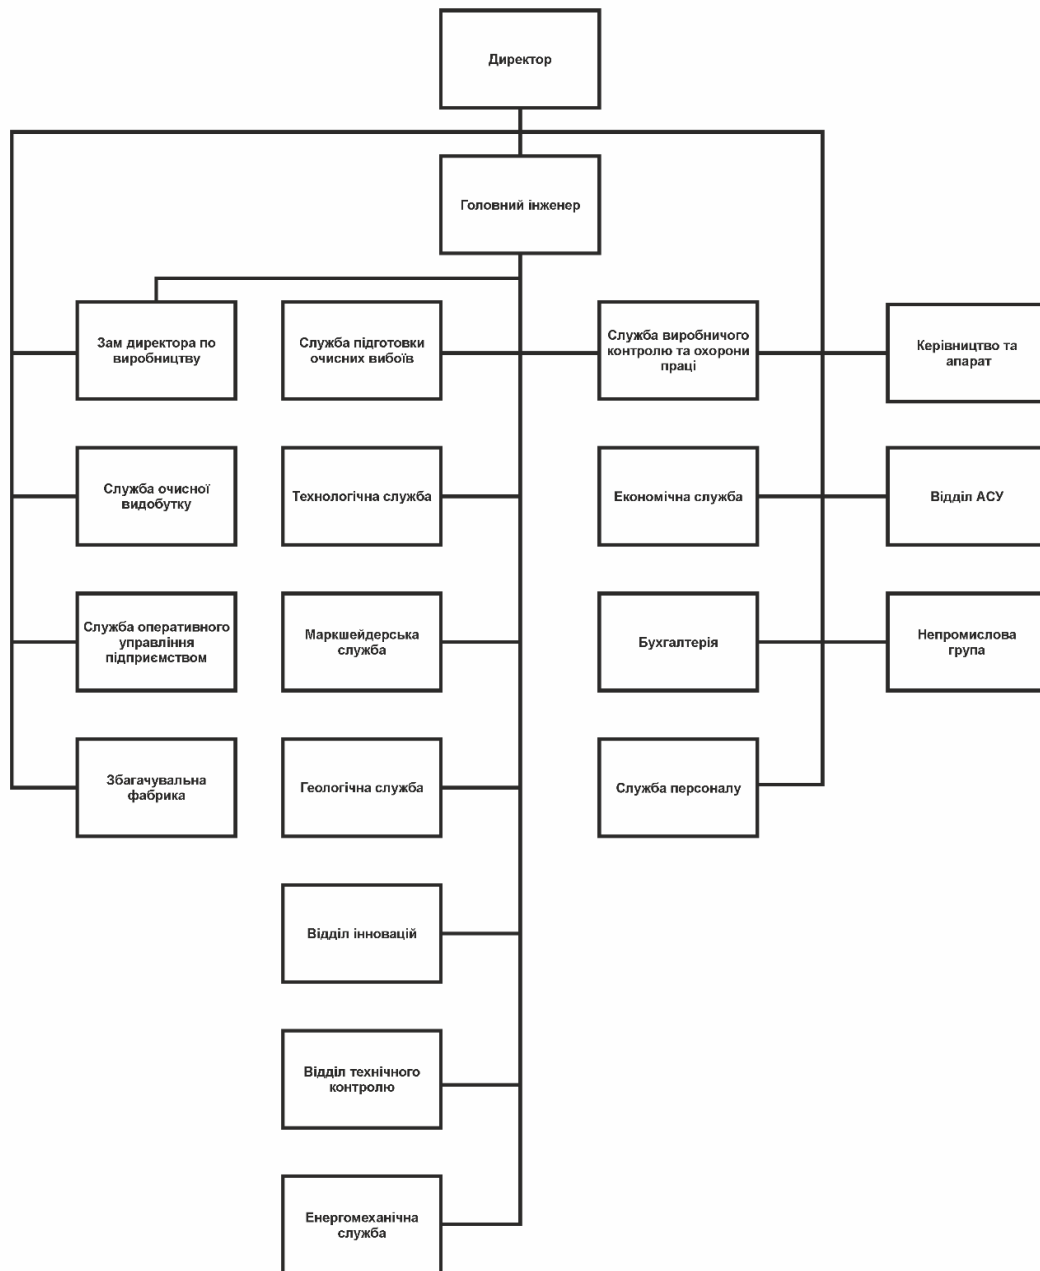 Директор
Головний інженер
Зам директора по
виробництву
Служба підготовки
очисних вибоїв
Служба виробничого
контролю та охорони
праці
Керівництво та
апарат
Служба очисної
видобутку
Технологічна служба
Економічна служба
Відділ АСУ
Служба оперативного
управління
підприємством
Маркшейдерська
служба
Бухгалтерія
Непромислова
група
Збагачувальна
фабрика
Геологічна служба
Служба персоналу
Відділ інновацій
Відділ технічного
контролю
Енергомеханічна
служба